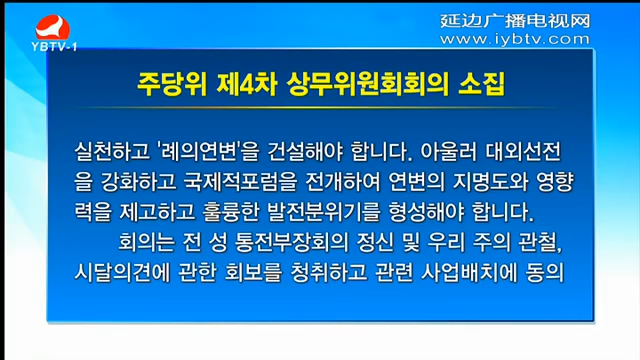 延边广播电视网
www.iybtv.com
YBTV-1
주당위 제4차 상무위원회회의 소집
실천하고 '례의연변'을 건설해야 합니다. 아울러 대외선전
을 강화하고 국제적포럼을 전개하여 연변의 지명도와 영향
력을 제고하고 훌륭한 발전분위기를 형성해야 합니다.
회의는 전 성 통전부장회의 정신 및 우리 주의 관철,
시달의견에 관한 회보를 청취하고 관련 사업배치에 동의